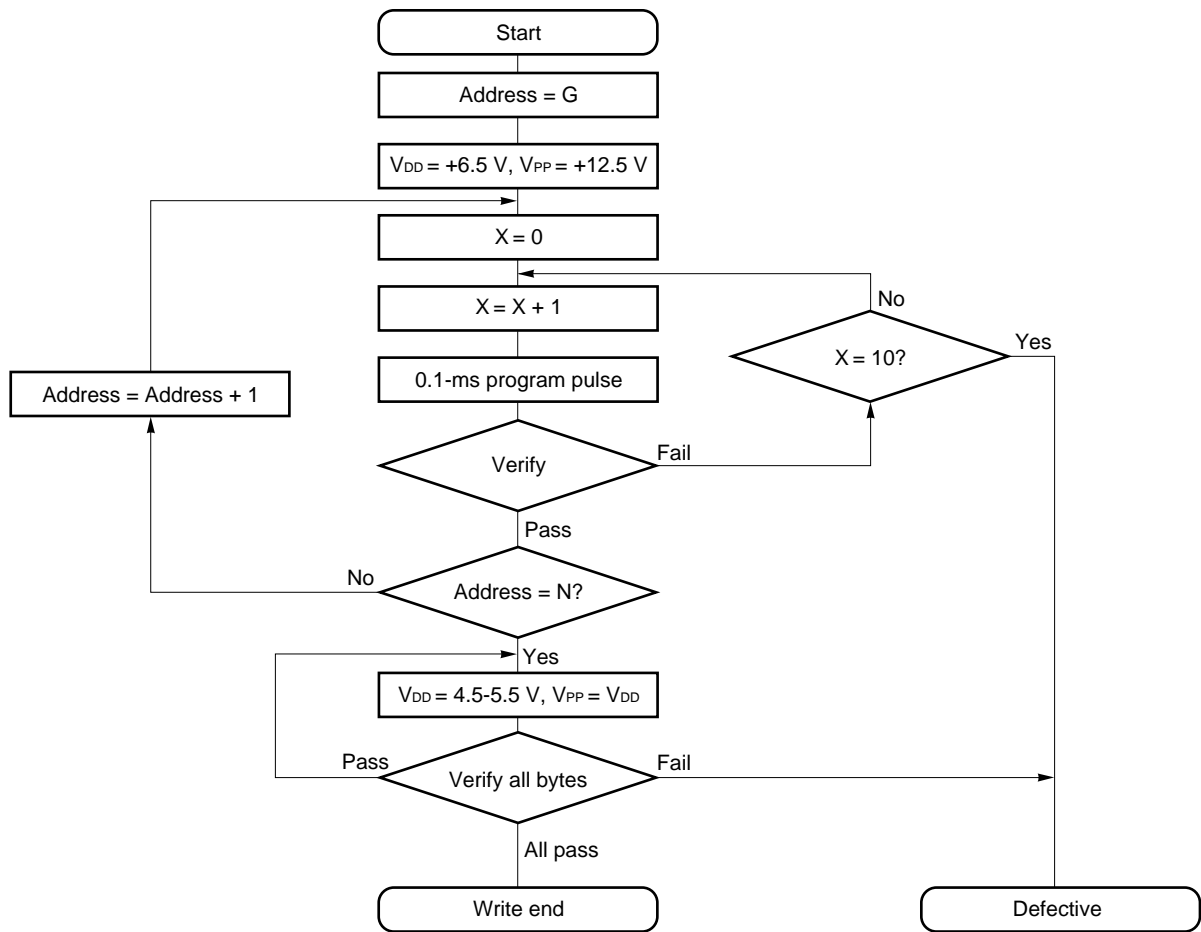 Start
Address = G
VDD = +6.5 V, VPP = +12.5 V
X = 0
X = X + 1
No
Yes
X = 10?
0.1-ms program pulse
Address = Address + 1
Verify
Fail
Pass
No
Address = N?
Yes
VDD = 4.5-5.5 V, VPP = VDD
Pass
Fail
Verify all bytes
All pass
Write end
Defective